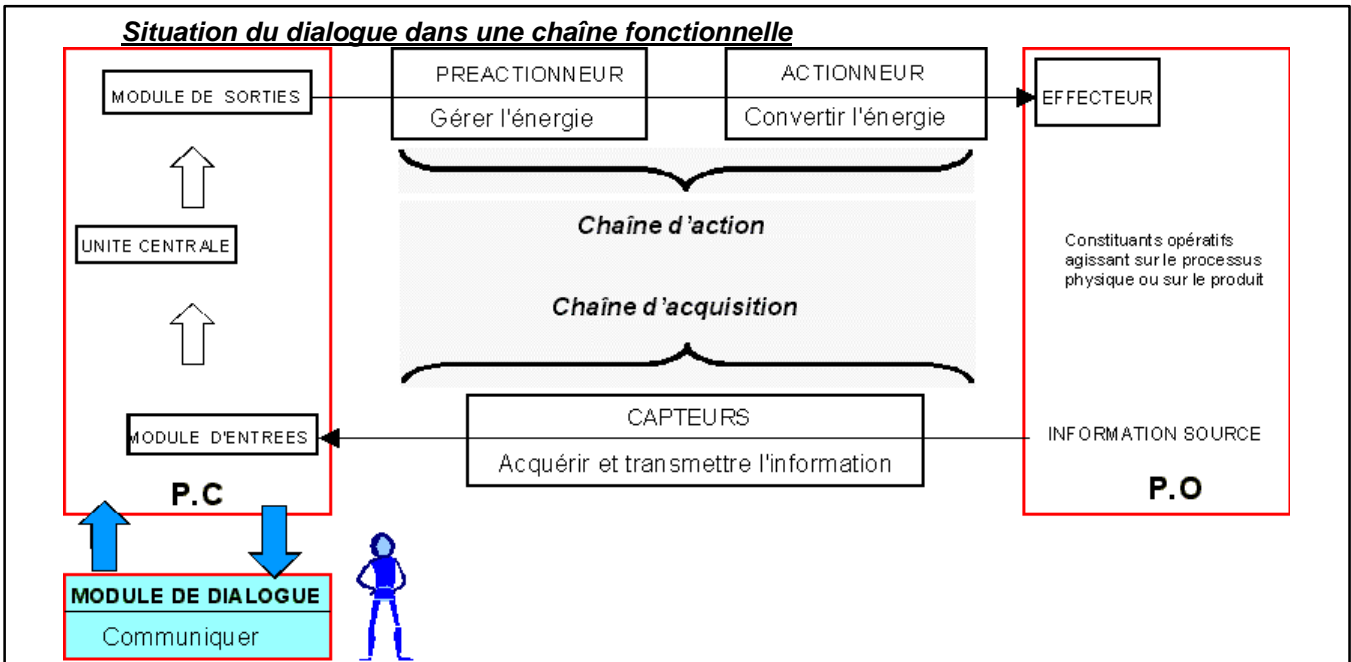 Situation du dialogue dans une chaîne fonctionnelle
PREACTIONNEUR
ACTIONNEUR
MODULE DE SORTIES
EFFECTEUR
Gérer l'énergie
Convertir l'énergie
Chaîne d'action
UNITE CENTRALE
Constituants opératifs
agissant sur le processus
physique ou sur le produit
Chaîne d'acquisition
CAPTEURS
MODULE D'ENTREES
INFORMATION SOURCE
Acquérir et transmettre l'information
P.C
P.O
MODULE DE DIALOGUE
Communiquer